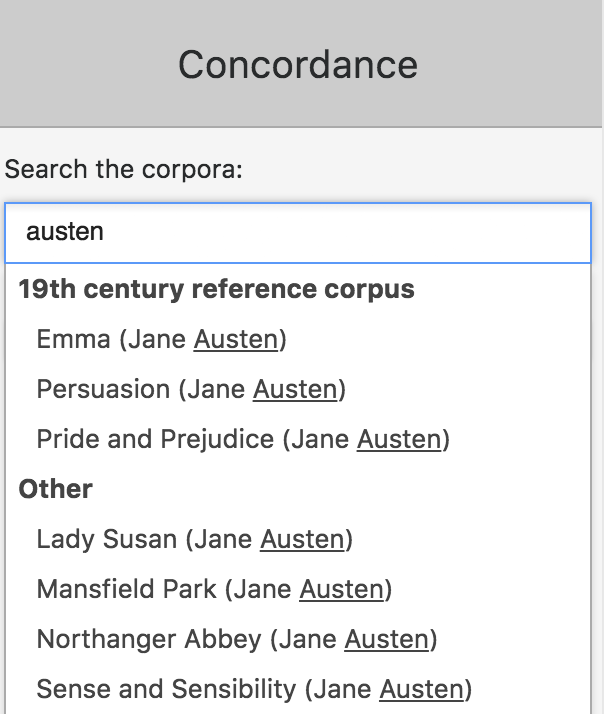 Concordance
Search the corpora:
austen
19th century reference corpus
Emma (Jane Austen)
Persuasion (Jane Austen)
Pride and Prejudice (Jane Austen)
Other
Lady Susan (Jane Austen)
Mansfield Park (Jane Austen)
Northanger Abbey (Jane Austen)
Sense and Sensibility (Jane Austen)